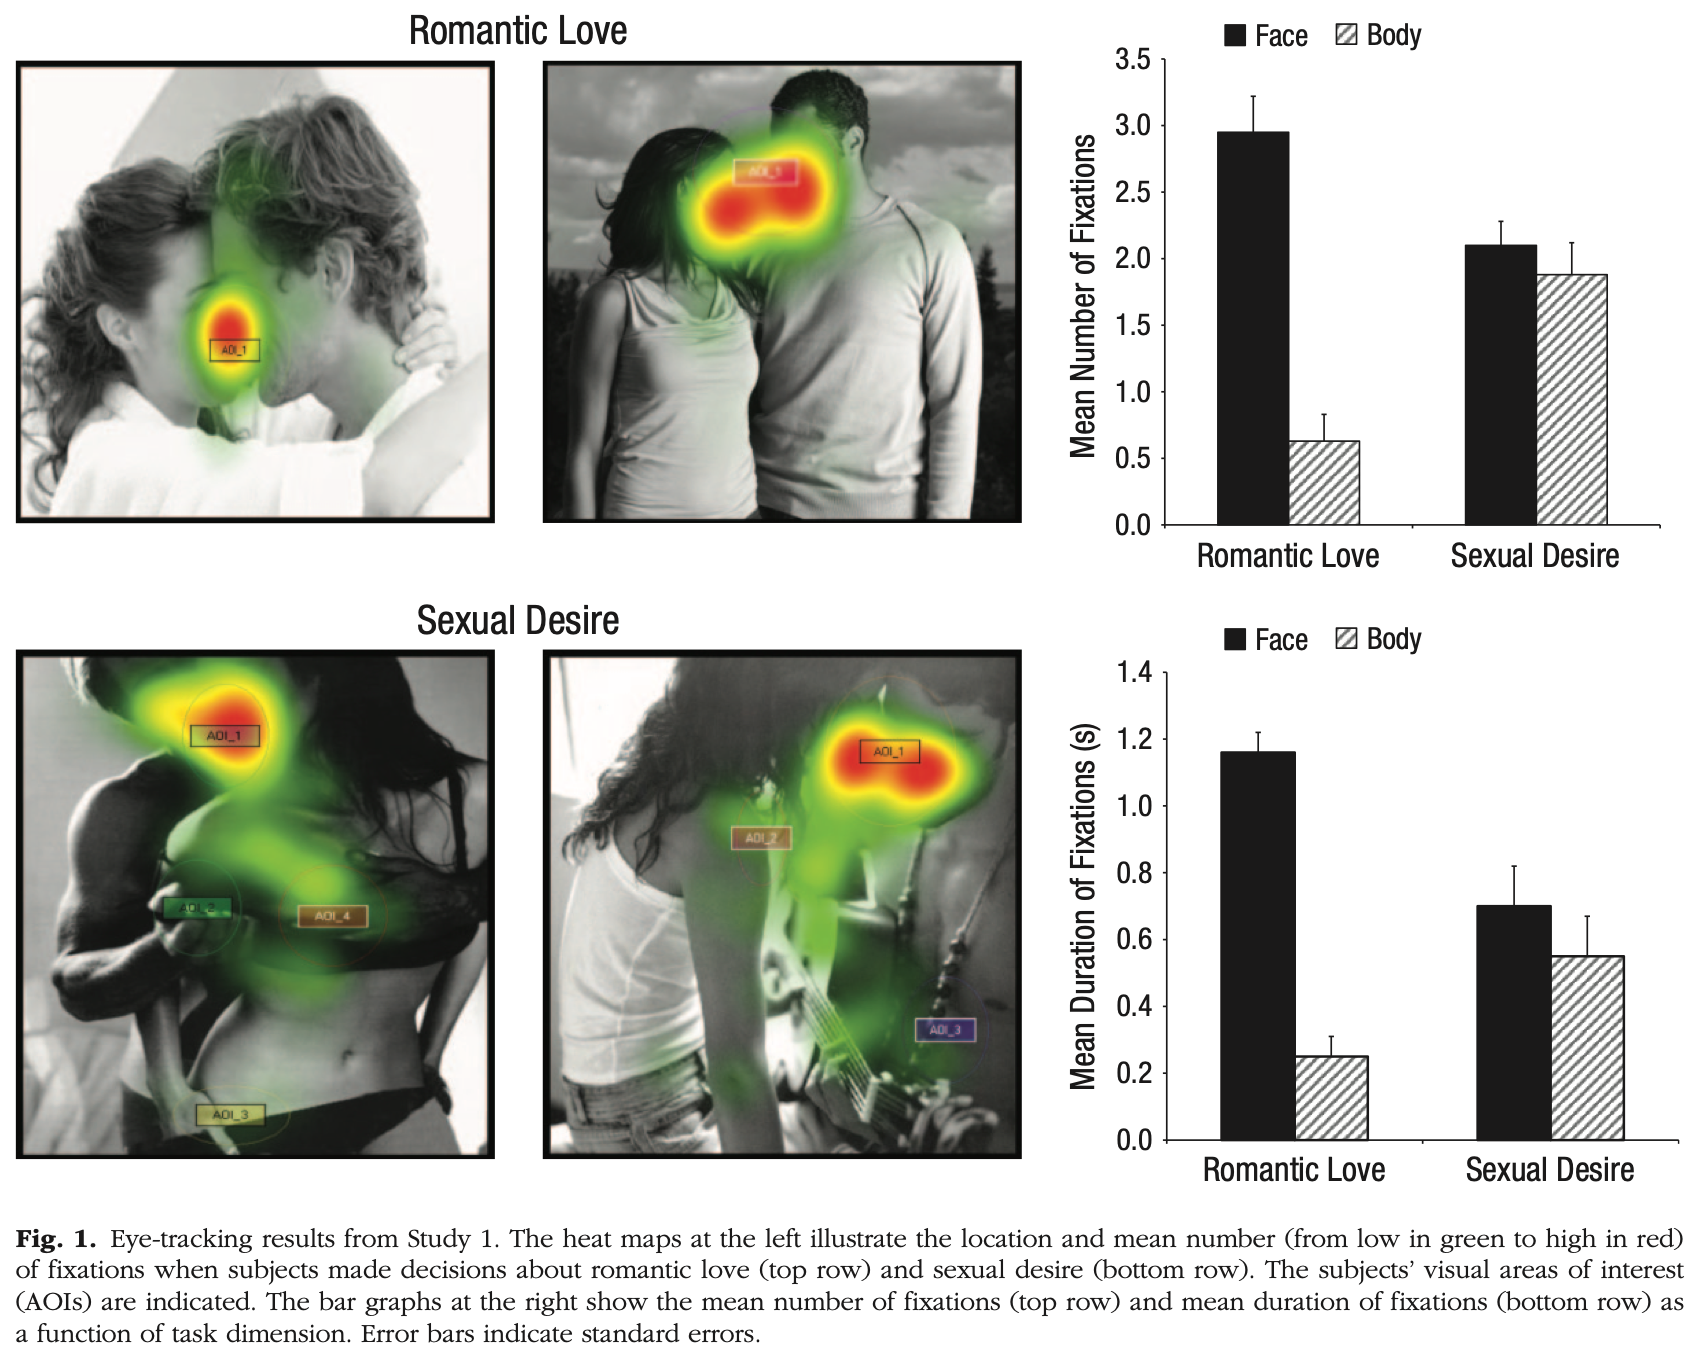 Romantic Love
AOI_1
AOI_1
Face Body
3.5
3.0
2.5
2.0
1.5
1.0
0.5
0.0
Mean Number of Fixations
Romantic Love Sexual Desire
Sexual Desire
AOI_1
AOI_2
AOI_4
AOI_3
AOI_1
AOI_2
AOI_3
Face Body
1.4
1.2
1.0
0.8
0.6
0.4
0.2
0.0
Mean Duration of Fixations (s)
Romantic Love Sexual Desire
Fig. 1. Eye-tracking results from Study 1. The heat maps at the left illustrate the location and mean number (from low in green to high in red)
of fixations when subjects made decisions about romantic love (top row) and sexual desire (bottom row). The subjects’ visual areas of interest
(AOIs) are indicated. The bar graphs at the right show the mean number of fixations (top row) and mean duration of fixations (bottom row) as
a function of task dimension. Error bars indicate standard errors.